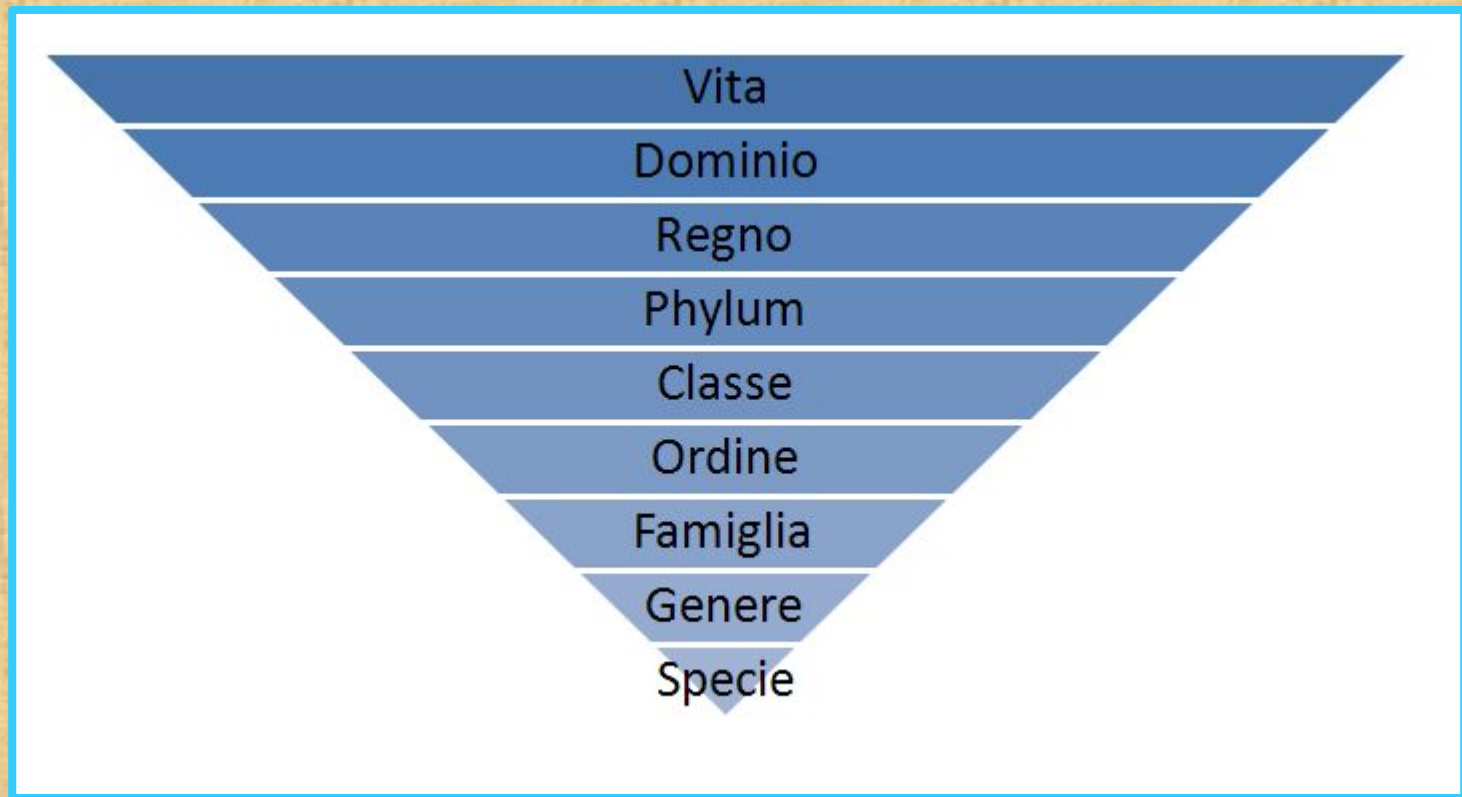 Vita
Dominio
Regno
Phylum
Classe
Ordine
Famiglia
Genere
Specie